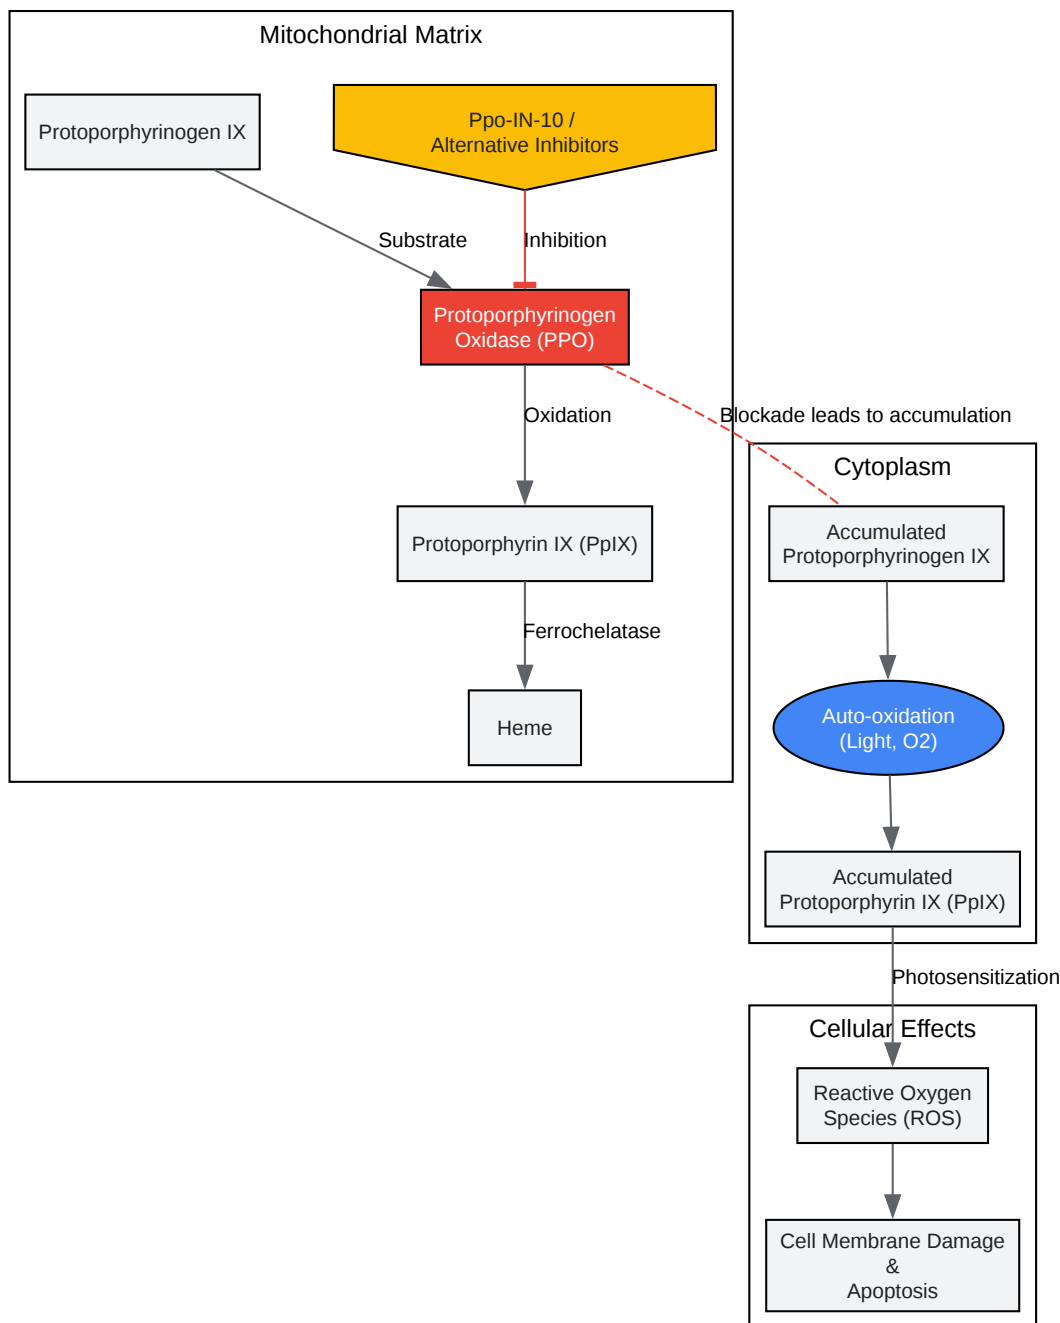 Mitochondrial Matrix
Protoporphyrinogen IX
Ppo-IN-10 /
Alternative Inhibitors
Substrate
Inhibition
Protoporphyrinogen
Oxidase (PPO)
Oxidation
Blockade leads to accumulation
Cytoplasm
Protoporphyrin IX (PpIX)
Accumulated
Protoporphyrinogen IX
Ferrochelatase
Heme
Auto-oxidation
(Light, O2)
Accumulated
Protoporphyrin IX (PpIX)
Photosensitization
Cellular Effects
Reactive Oxygen
Species (ROS)
Cell Membrane Damage
&
Apoptosis